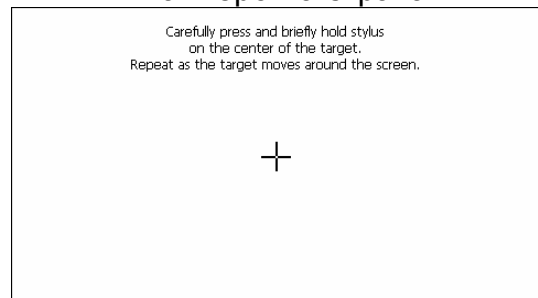 Carefully press and briefly hold stylus
on the center of the target.
Repeat as the target moves around the screen.